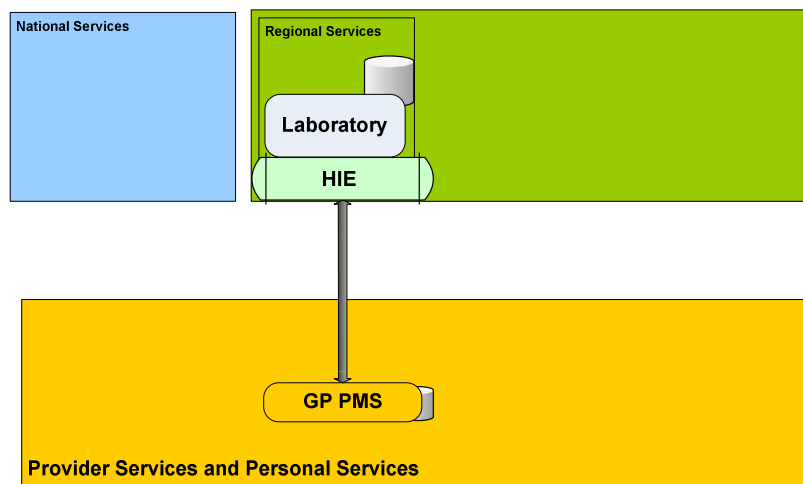 National Services
Regional Services
Laboratory
HIE
GP PMS
Provider Services and Personal Services